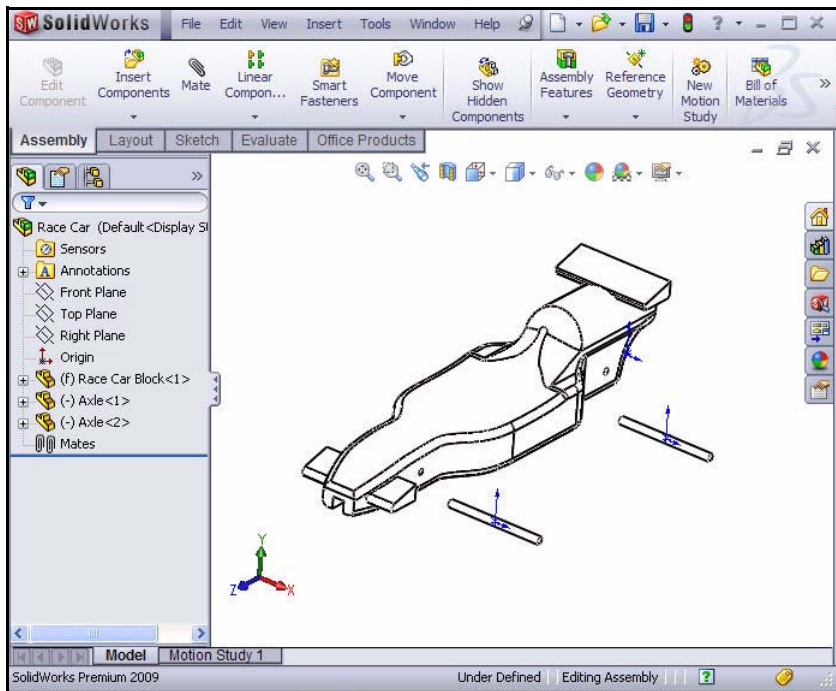 SolidWorks File Edit View Insert Tools Window Help ?
Edit Component Insert Components Mate Linear Compon... Smart Fasteners Move Component Show Hidden Components Assembly Features Reference Geometry New Motion Study Bill of Materials »
Assembly Layout Sketch Evaluate Office Products
»
Race Car (Default<Display S
Sensors
A Annotations
Front Plane
Top Plane
Right Plane
Origin
(f) Race Car Block<1>
(-) Axle<1>
(-) Axle<2>
Mates
Y
Z X
Model Motion Study 1
SolidWorks Premium 2009 Under Defined Editing Assembly ?